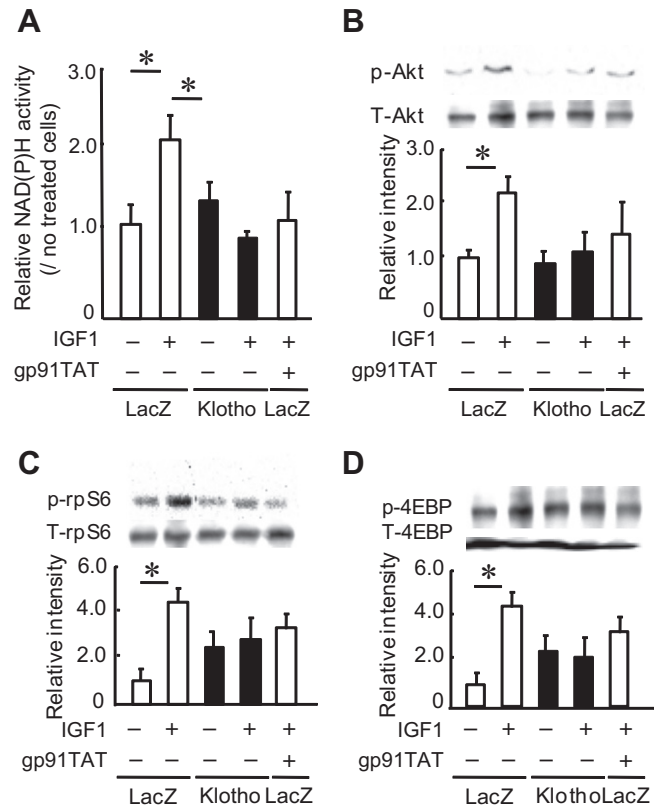 A
Relative NAD(P)H activity
(/ no treated cells)
3.0
2.0
1.0
0
* *
IGF1 − + − + +
gp91TAT − − − − +
LacZ Klotho LacZ
B
p-Akt
T-Akt
Relative intensity
3.0
2.0
1.0
0
*
− + − + +
− − − − +
LacZ Klotho LacZ
C
p-rpS6
T-rpS6
Relative intensity
6.0
4.0
2.0
0
*
IGF1 − + − + +
gp91TAT − − − − +
LacZ Klotho LacZ
D
p-4EBP
T-4EBP
Relative intensity
6.0
4.0
2.0
0
*
IGF1 − + − + +
gp91TAT − − − − +
LacZ Klotho LacZ